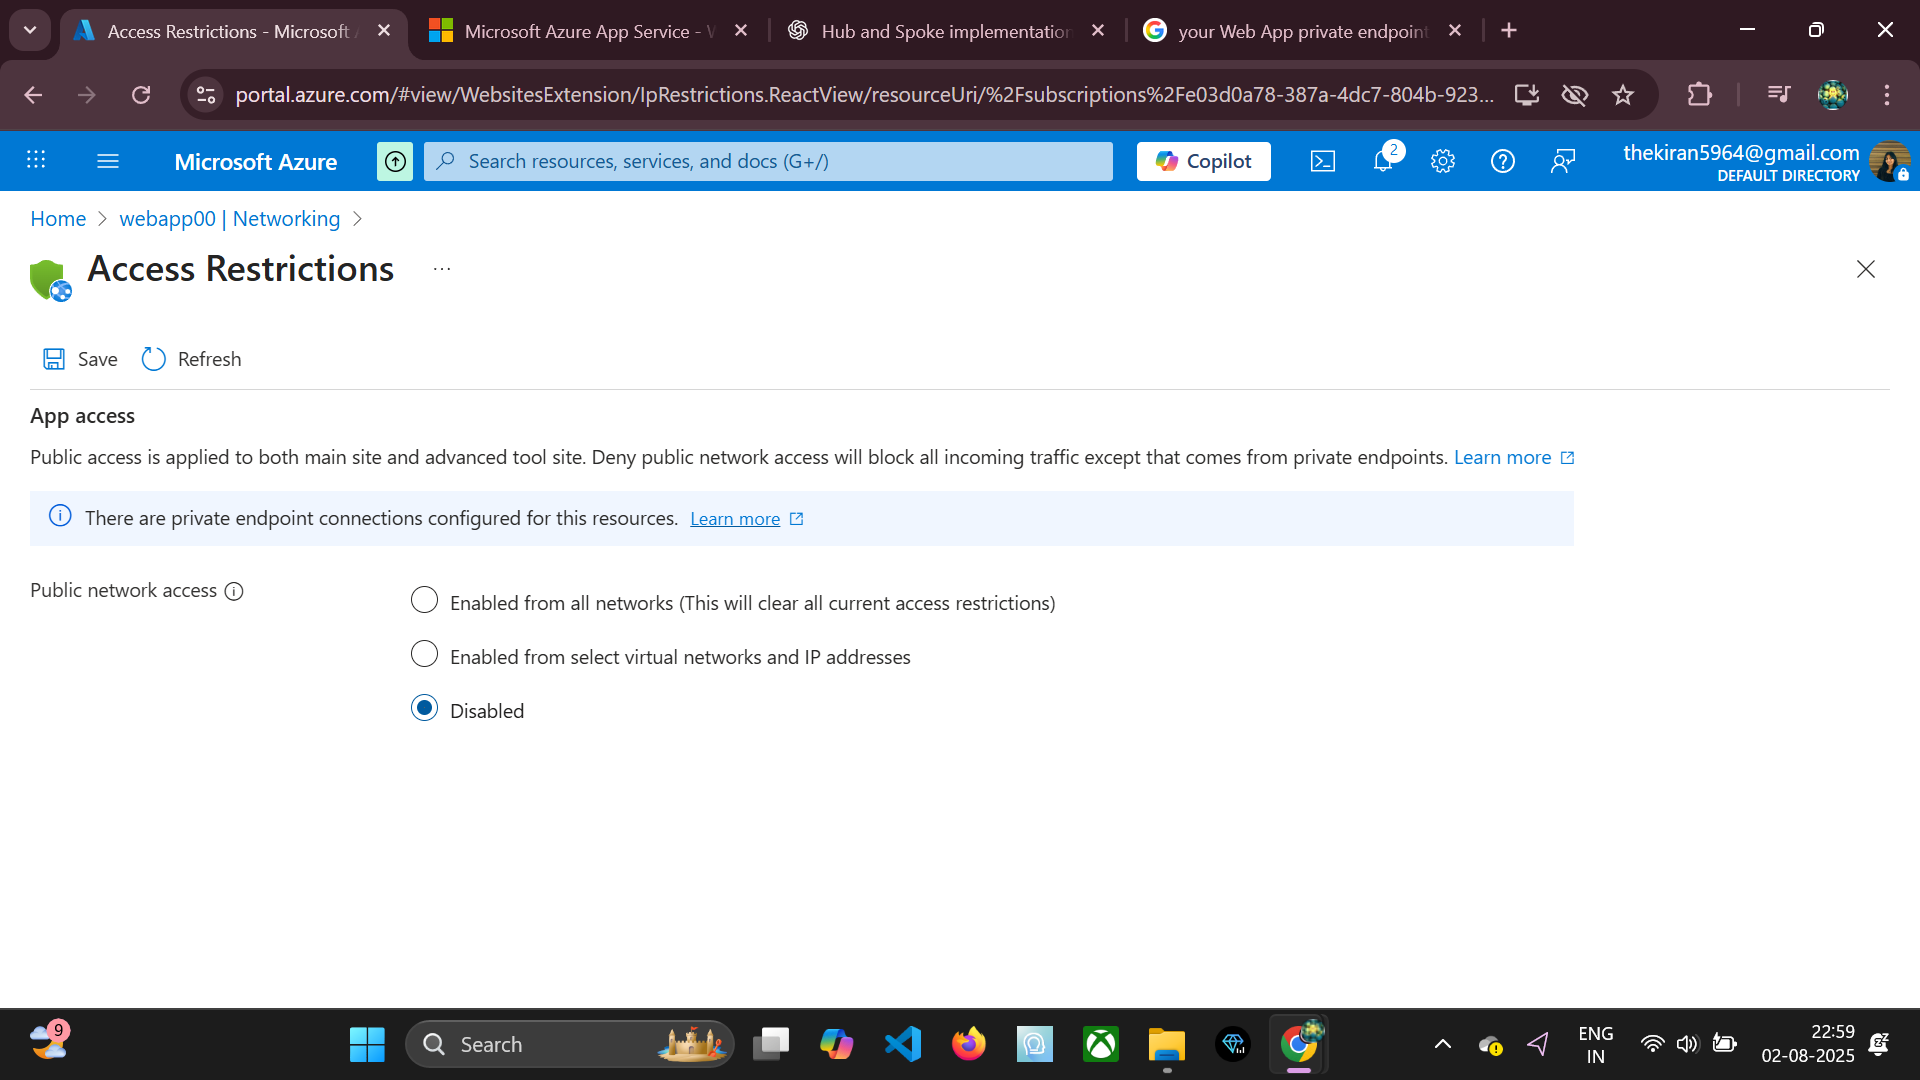 Access Restrictions - Microsoft A
Microsoft Azure App Service - W
Hub and Spoke implementation
your Web App private endpoint
portal.azure.com/#view/WebsitesExtension/IpRestrictions.ReactView/resourceUri/%2Fsubscriptions%2Fe03d0a78-387a-4dc7-804b-923...
Microsoft Azure
Search resources, services, and docs (G+/)
Copilot
2
thekiran5964@gmail.com
DEFAULT DIRECTORY
Home > webapp00 | Networking >
Access Restrictions ...
Save Refresh
App access
Public access is applied to both main site and advanced tool site. Deny public network access will block all incoming traffic except that comes from private endpoints. Learn more
There are private endpoint connections configured for this resources. Learn more
Public network access
Enabled from all networks (This will clear all current access restrictions)
Enabled from select virtual networks and IP addresses
Disabled
9
Search
ENG
IN
22:59
02-08-2025